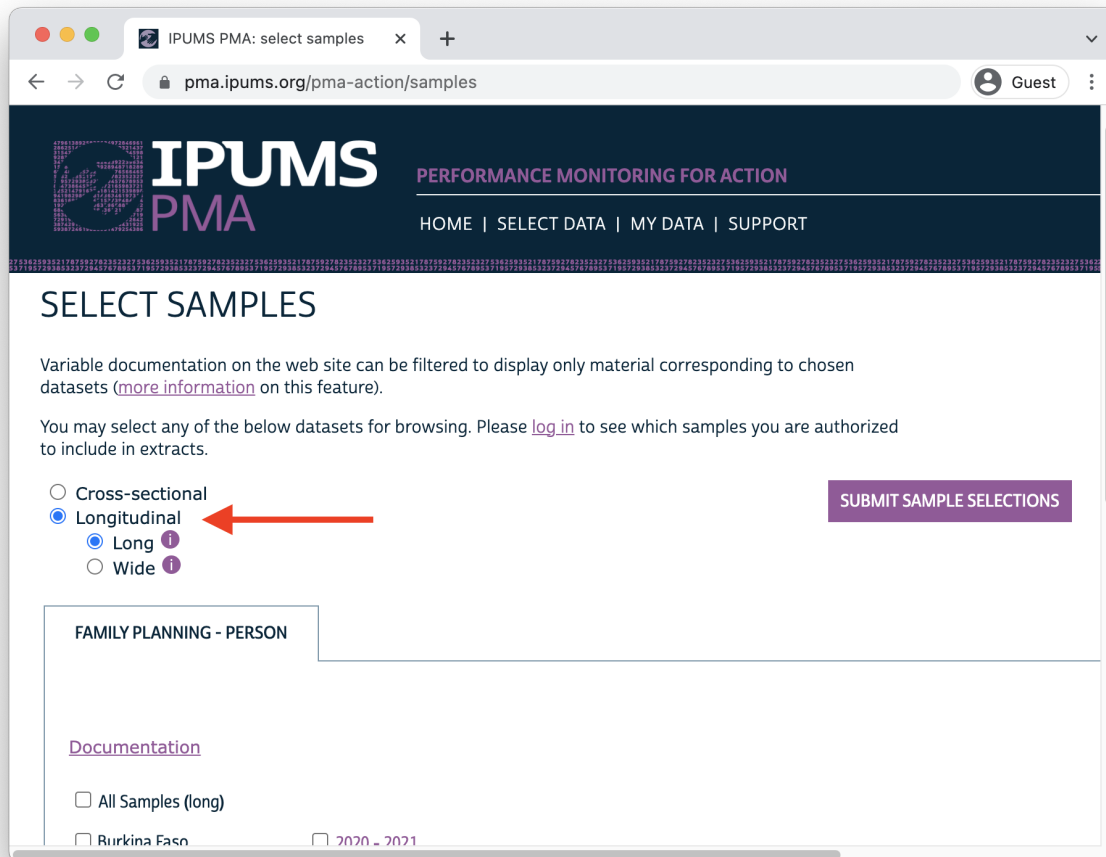 IPUMS PMA: select samples
pma.ipums.org/pma-action/samples
Guest
IPUMS
PMA
PERFORMANCE MONITORING FOR ACTION
HOME | SELECT DATA | MY DATA | SUPPORT
SELECT SAMPLES
Variable documentation on the web site can be filtered to display only material corresponding to chosen
datasets (more information on this feature).
You may select any of the below datasets for browsing. Please log in to see which samples you are authorized
to include in extracts.
Cross-sectional
Longitudinal
SUBMIT SAMPLE SELECTIONS
Long i
Wide i
FAMILY PLANNING - PERSON
Documentation
All Samples (long)
Burkina Faso 2020 - 2021